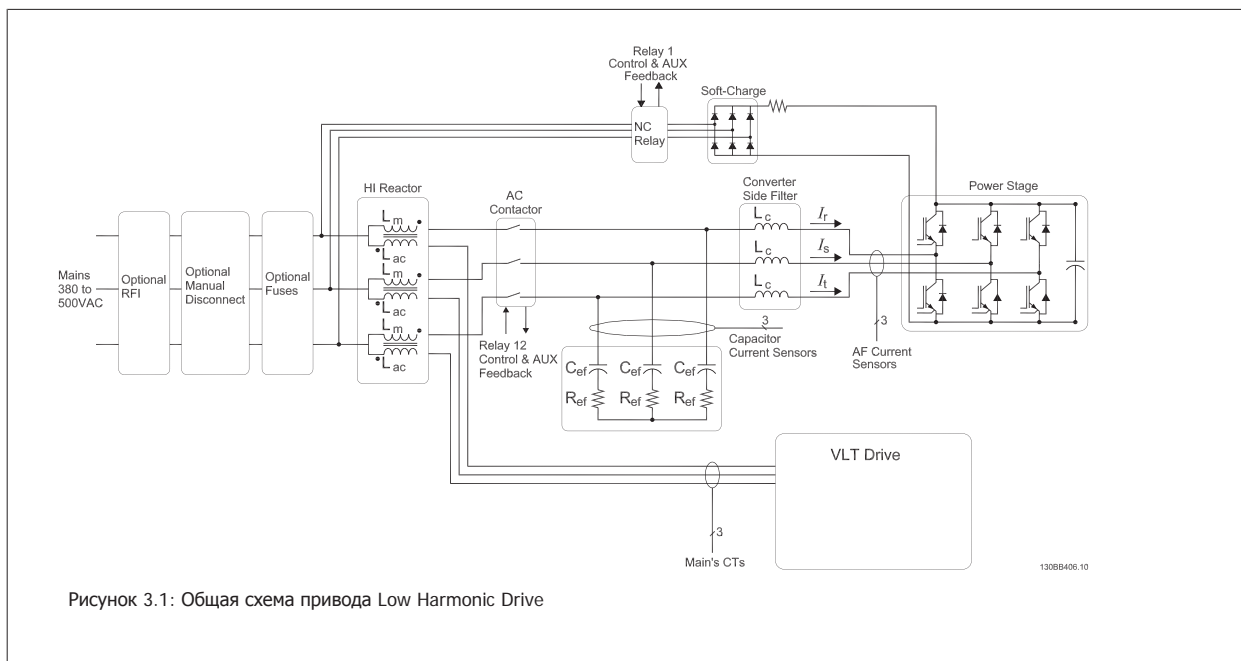 Relay 1
Control & AUX
Feedback
Soft-Charge
NC
Relay
HI Reactor
AC
Contactor
Converter
Side Filter
Power Stage
Lm
Lac
Lm
Lac
Lm
Lac
Lc
Lc
Lc
Ir
Is
It
Mains
380 to
500VAC
Optional
RFI
Optional
Manual
Disconnect
Optional
Fuses
Relay 12
Control & AUX
Feedback
3
Capacitor
Current Sensors
3
AF Current
Sensors
Cef
Cef
Cef
Ref
Ref
Ref
VLT Drive
3
Main's CTs
130BB406.10
Рисунок 3.1: Общая схема привода Low Harmonic Drive